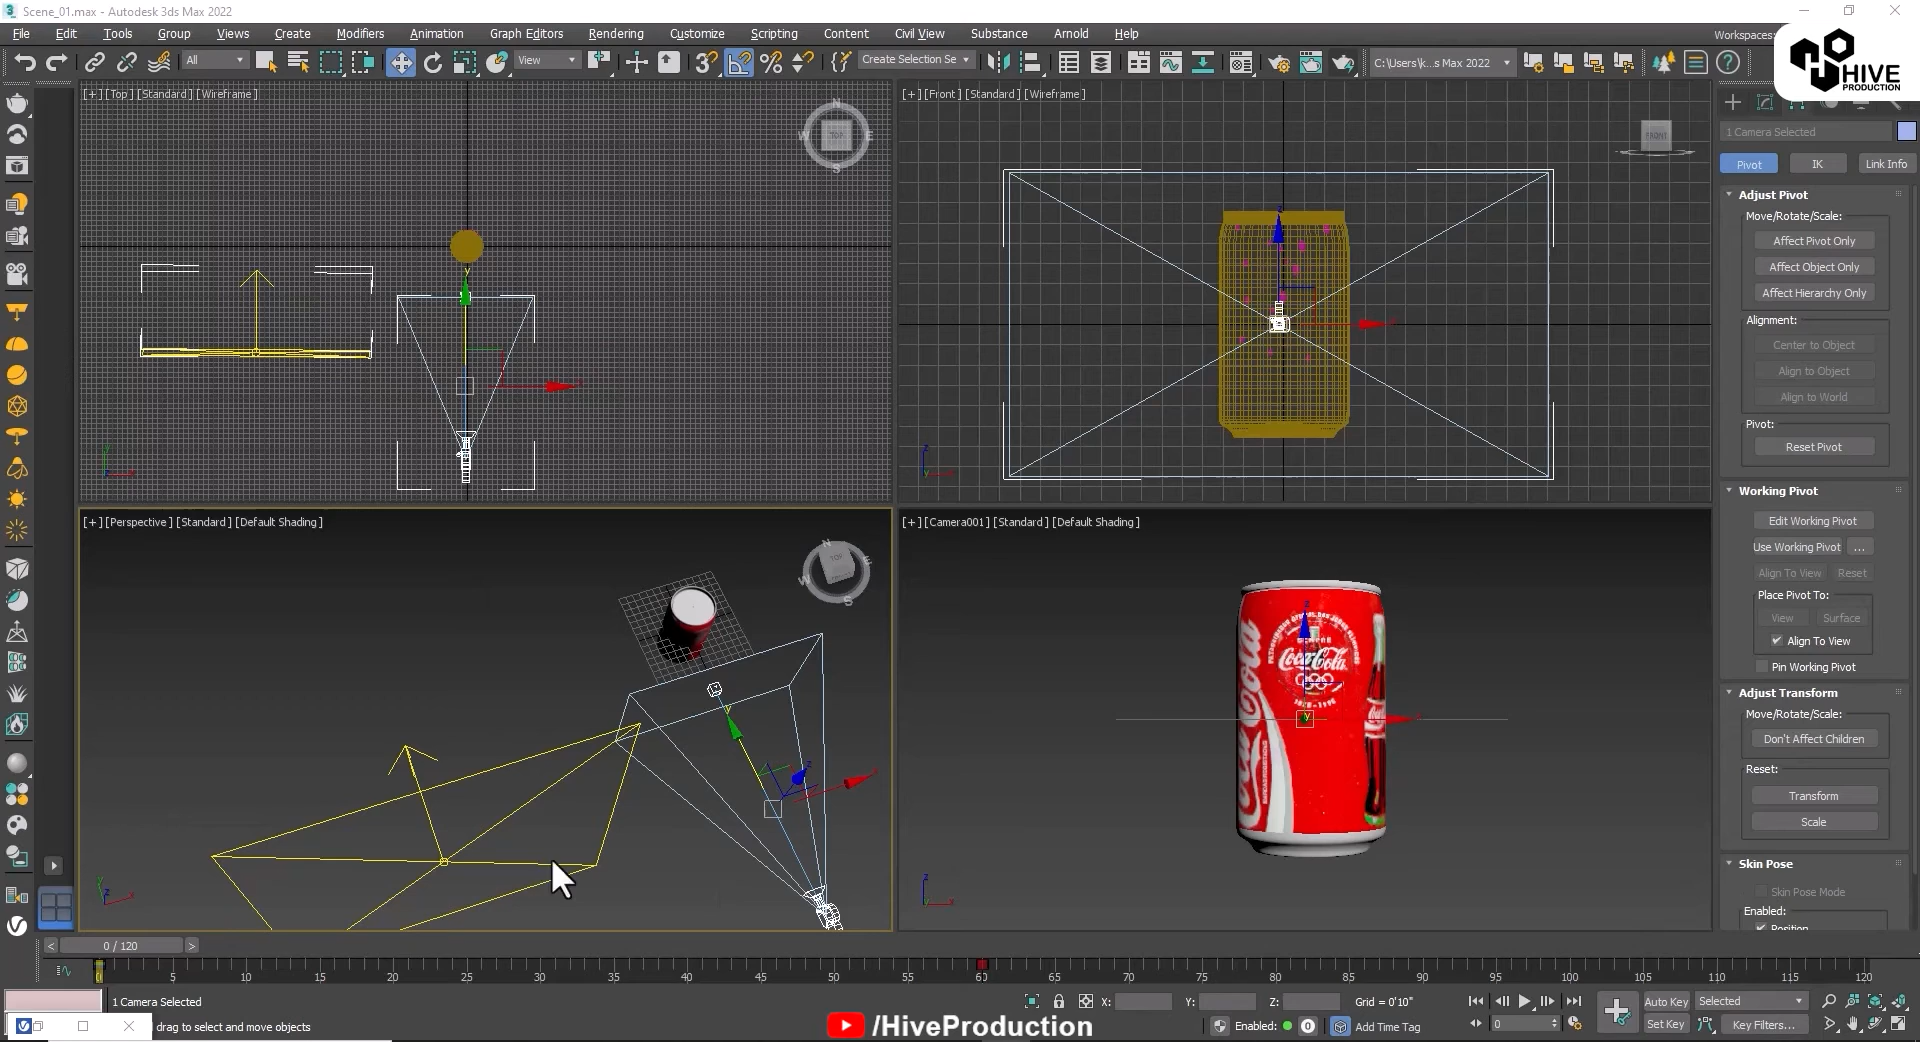 Scene_01.max - Autodesk 3ds Max 2022
File Edit Tools Group Views Create Modifiers Animation Graph Editors Rendering Customize Scripting Content Civil View Substance Arnold Help
Workspaces:
HIVE
PRODUCTION
All
View
Create Selection Se
C:\Users\k...s Max 2022
[+] [Top] [Standard] [Wireframe]
N
W
TOP
E
S
[+] [Front] [Standard] [Wireframe]
FRONT
1 Camera Selected
Pivot IK Link Info
Adjust Pivot
Move/Rotate/Scale:
Affect Pivot Only
Affect Object Only
Affect Hierarchy Only
Alignment:
Center to Object
Align to Object
Align to World
Pivot:
Reset Pivot
Working Pivot
Edit Working Pivot
Use Working Pivot ...
Align To View Reset
Place Pivot To:
View Surface
Align To View
Pin Working Pivot
Adjust Transform
Move/Rotate/Scale:
Don't Affect Children
Reset:
Transform
Scale
Skin Pose
Skin Pose Mode
Enabled:
Position
[+] [Perspective] [Standard] [Default Shading]
N
W
TOP
E
S
[+] [Camera001] [Standard] [Default Shading]
Coca-Cola
Coca-Cola
< 0 / 120 >
0 5 10 15 20 25 30 35 40 45 50 55 60 65 70 75 80 85 90 95 100 105 110 115 120
1 Camera Selected
X: Y: Z: Grid = 0'10"
Auto Key Selected
drag to select and move objects
/HiveProduction
Enabled: 0 Add Time Tag
0
Set Key Key Filters...